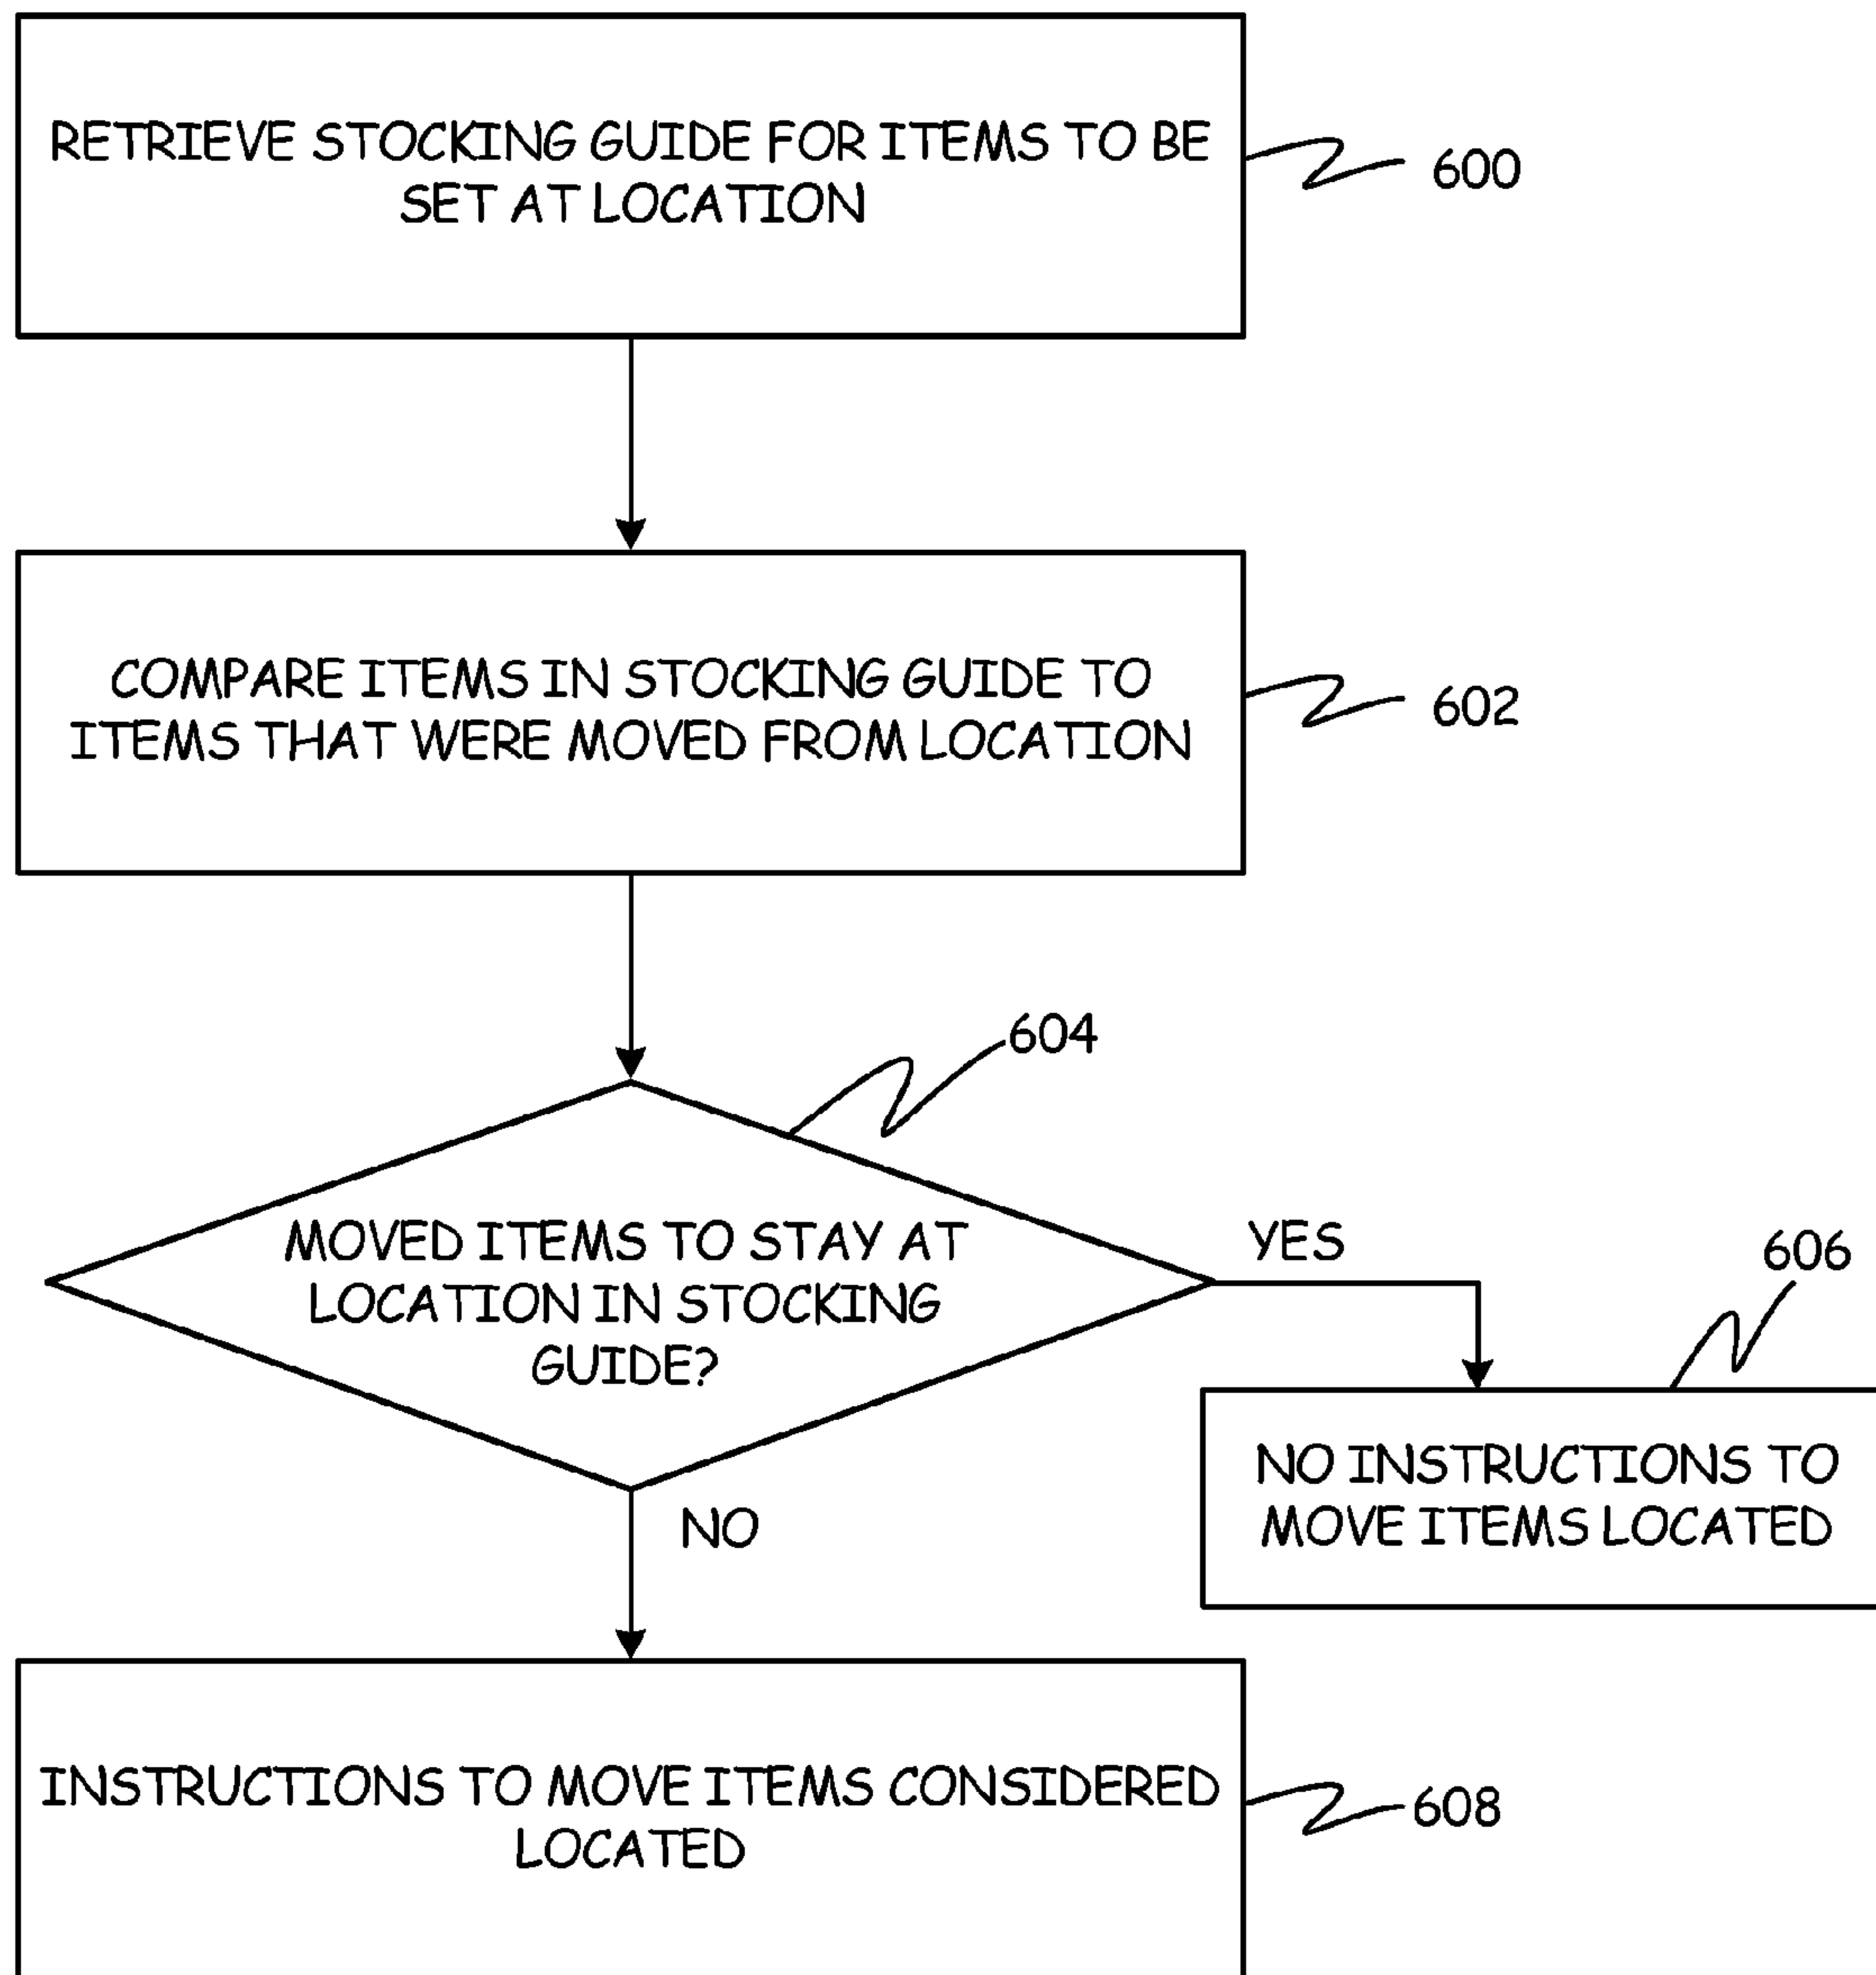 RETRIEVE STOCKING GUIDE FOR ITEMS TO BE
SET AT LOCATION
600
COMPARE ITEMS IN STOCKING GUIDE TO
ITEMS THAT WERE MOVED FROM LOCATION
602
604
MOVED ITEMS TO STAY AT
LOCATION IN STOCKING
GUIDE?
YES
606
NO INSTRUCTIONS TO
MOVE ITEMS LOCATED
NO
INSTRUCTIONS TO MOVE ITEMS CONSIDERED
LOCATED
608